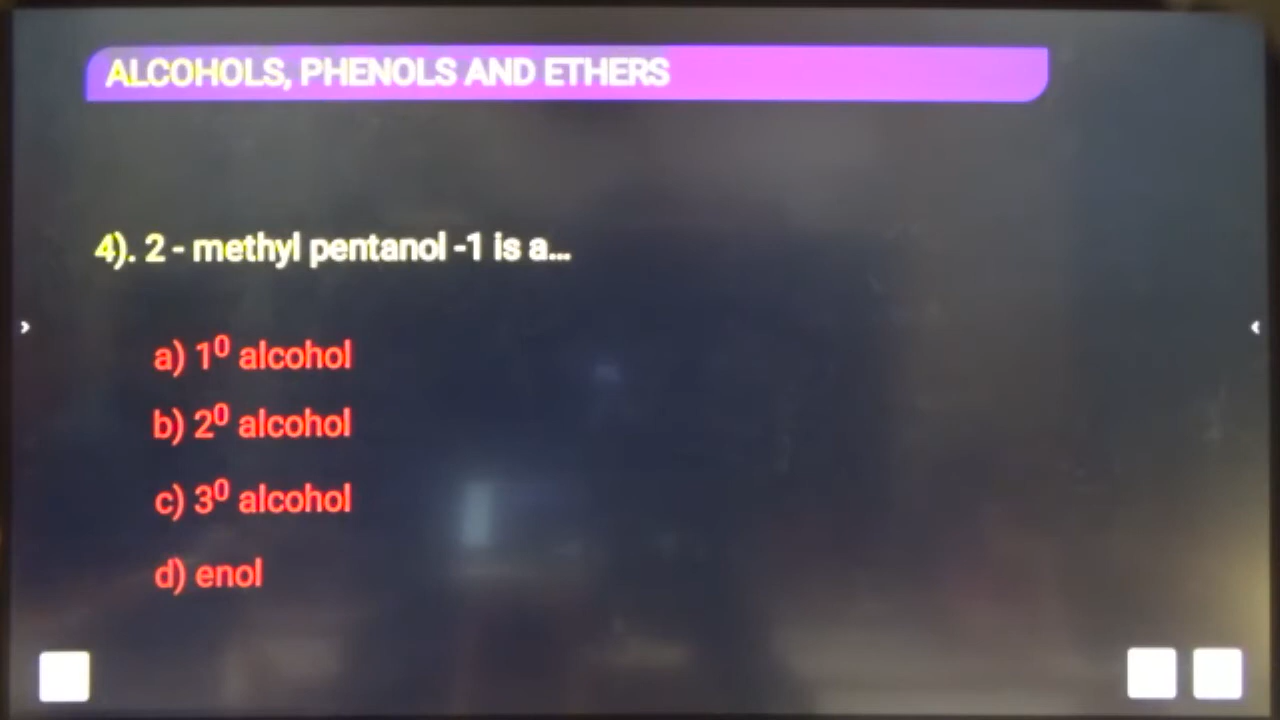 ALCOHOLS, PHENOLS AND ETHERS
4). 2 - methyl pentanol -1 is a...
a) 1⁰ alcohol
b) 2⁰ alcohol
c) 3⁰ alcohol
d) enol